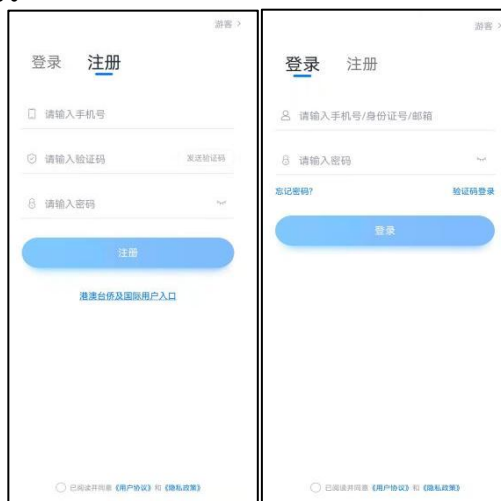 游客 >
登录 注册
请输入手机号
请输入验证码 发送验证码
请输入密码
注册
港澳台侨及国际用户入口
已阅读并同意《用户协议》和《隐私政策》
游客 >
登录 注册
请输入手机号/身份证号/邮箱
请输入密码
忘记密码? 验证码登录
登录
已阅读并同意《用户协议》和《隐私政策》